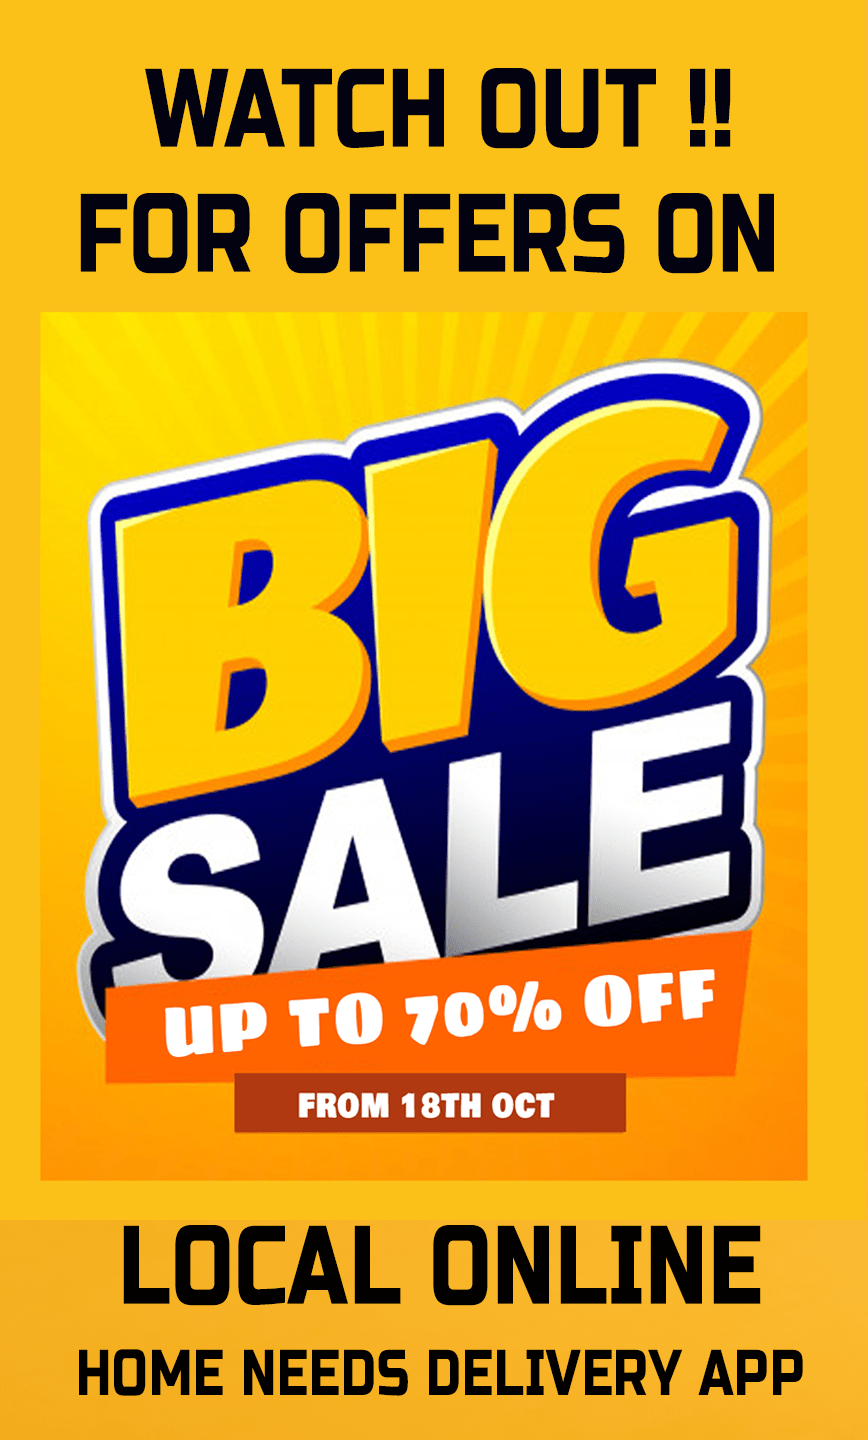 WATCH OUT !!
FOR OFFERS ON
BIG
SALE
UP TO 70% OFF
FROM 18TH OCT
LOCAL ONLINE
HOME NEEDS DELIVERY APP